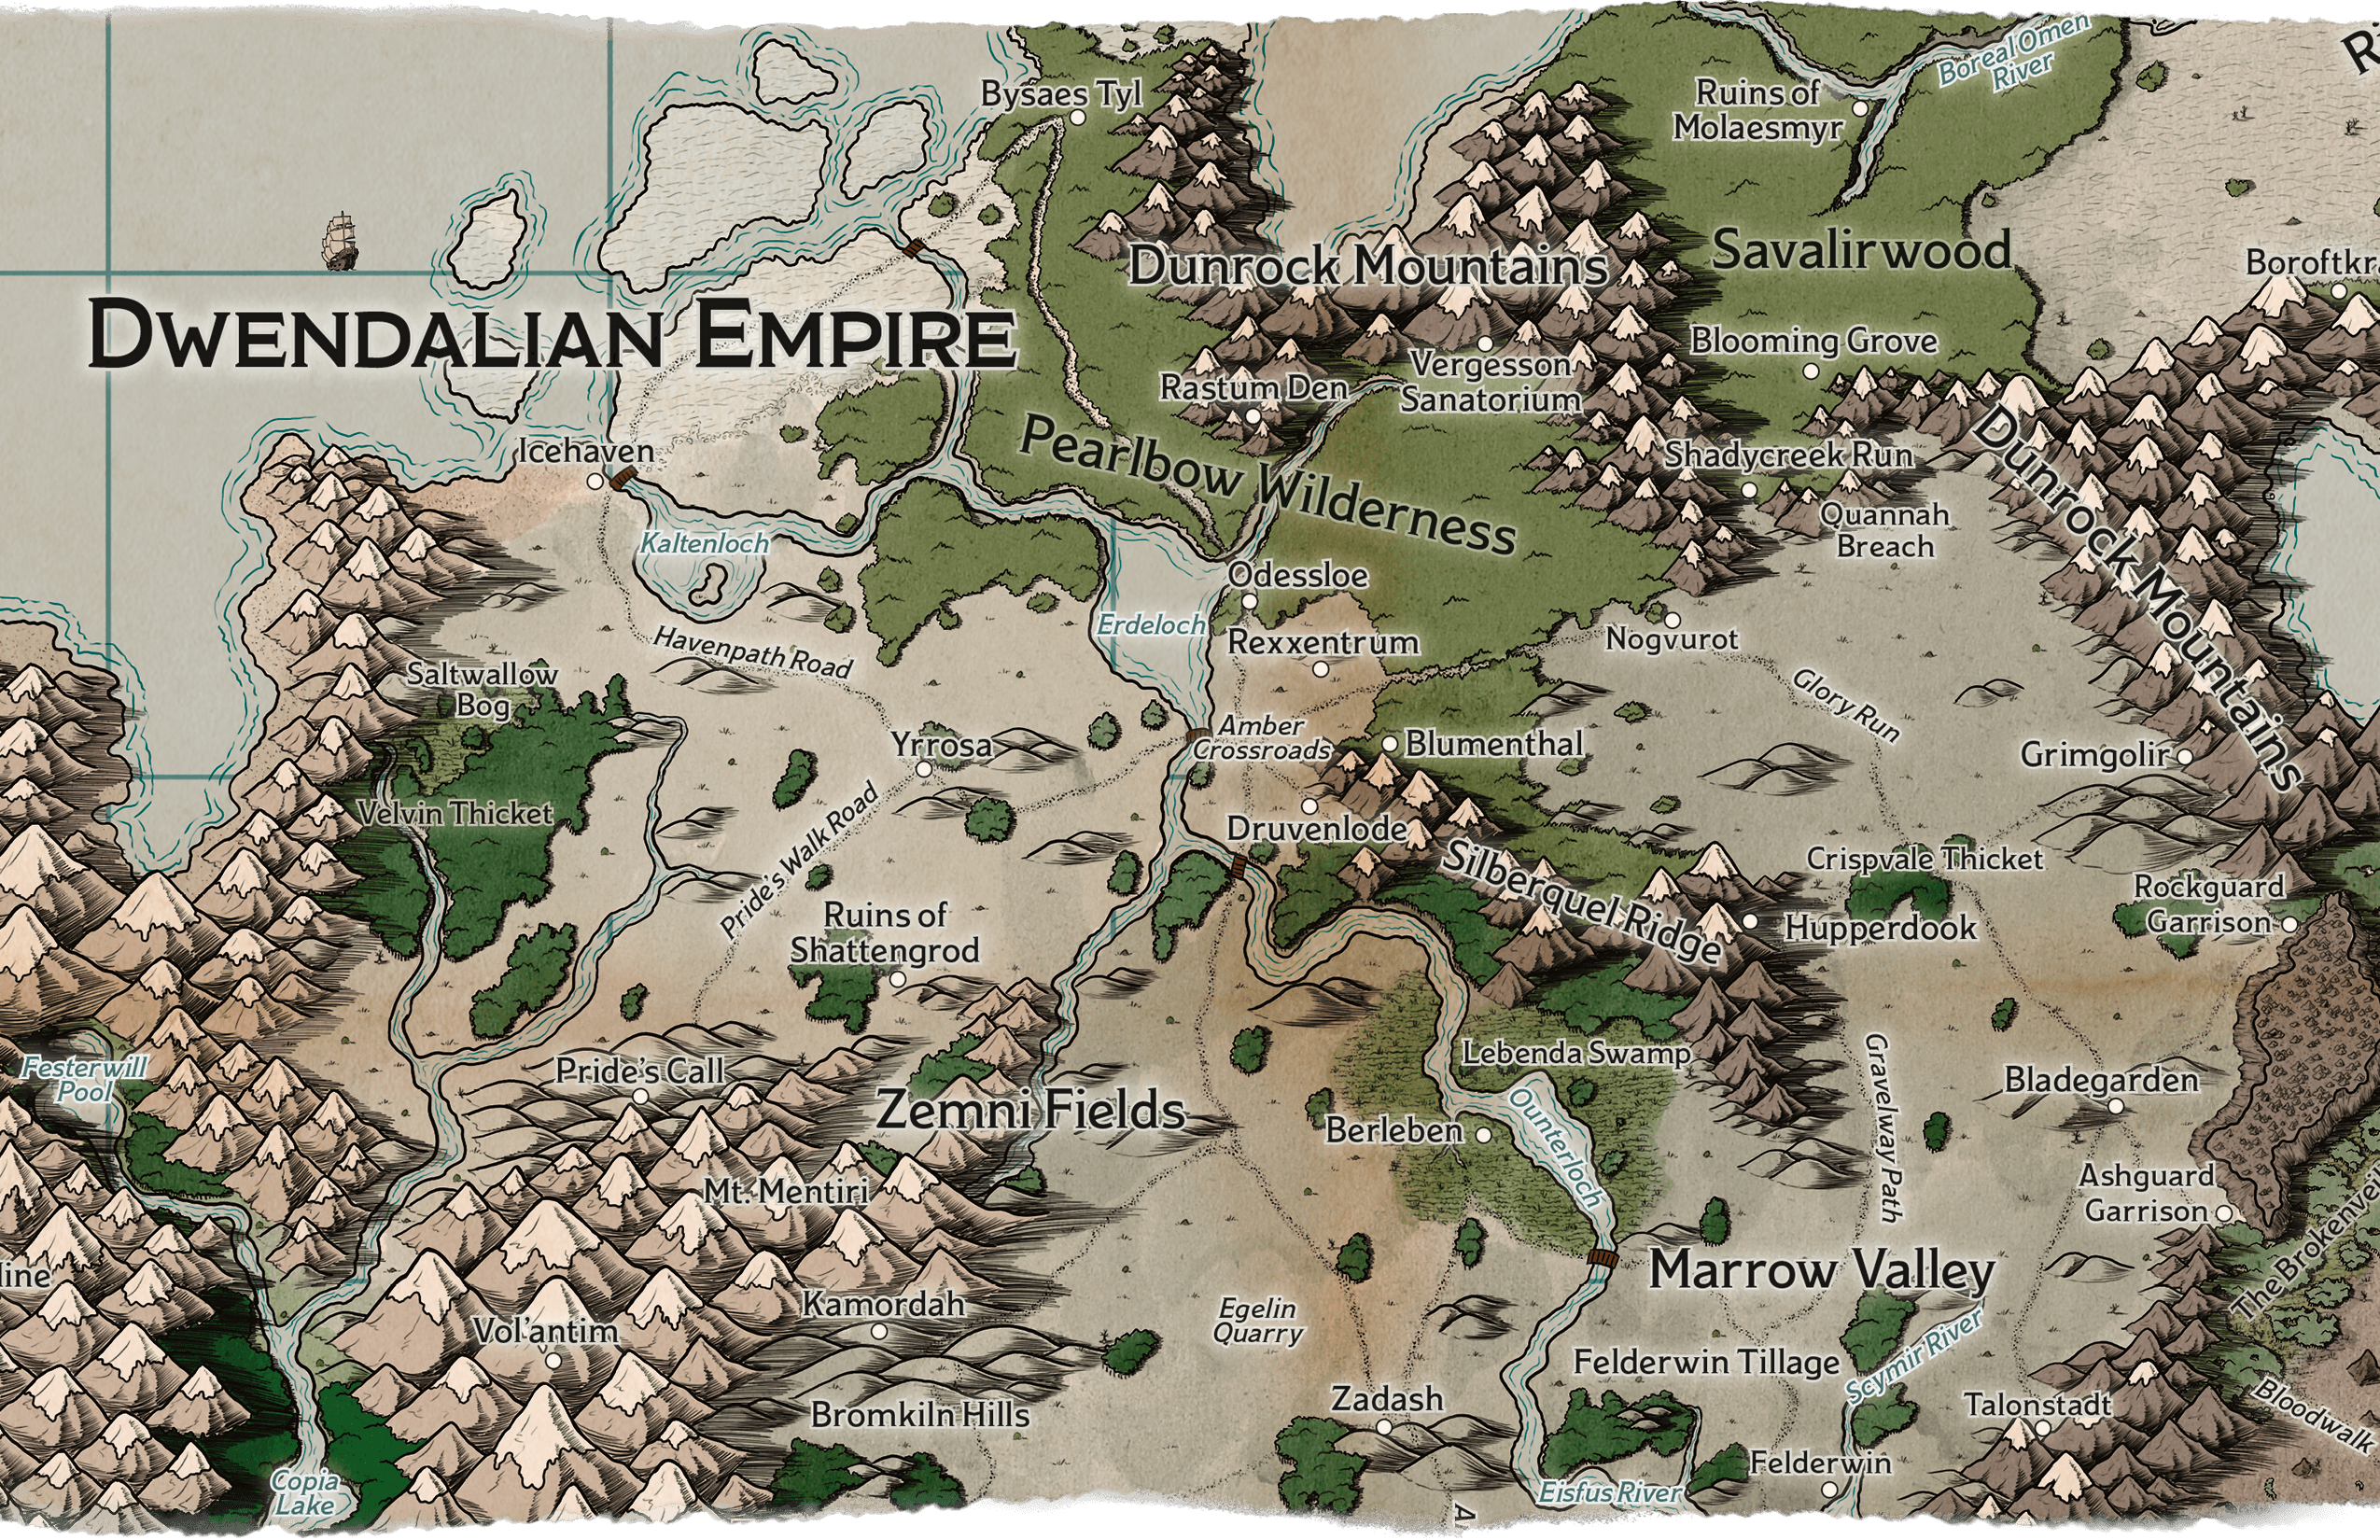 Bysaes Tyl
Ruins of
Molaesmyr
Boreal Omen
River
Dunrock Mountains
Savalirwood
Boroftkr
Dwendalian Empire
Blooming Grove
Vergesson
Sanatorium
Rastum Den
Icehaven
Pearlbow Wilderness
Shadycreek Run
Dunrock Mountains
Quannah
Breach
Kaltenloch
Odessloe
Erdeloch
Havenpath Road
Rexxentrum
Nogvurot
Saltwallow
Bog
Glory Run
Yrrosa
Amber
Crossroads
Blumenthal
Grimgolir
Velvin Thicket
Pride's Walk Road
Druvenlode
Silberquel Ridge
Crispvale Thicket
Rockguard
Garrison
Ruins of
Shattengrod
Hupperdook
Festerwill
Pool
Pride's Call
Zemni Fields
Lebenda Swamp
Gravelway Path
Bladegarden
Berleben
Ounterloch
Mt. Mentiri
Ashguard
Garrison
The Brokenvei
line
Marrow Valley
Vol'antim
Kamordah
Egelin
Quarry
Felderwin Tillage
Scymir River
Bromkiln Hills
Zadash
Talonstadt
Bloodwalk
Copia
Lake
Eisfus River
Felderwin